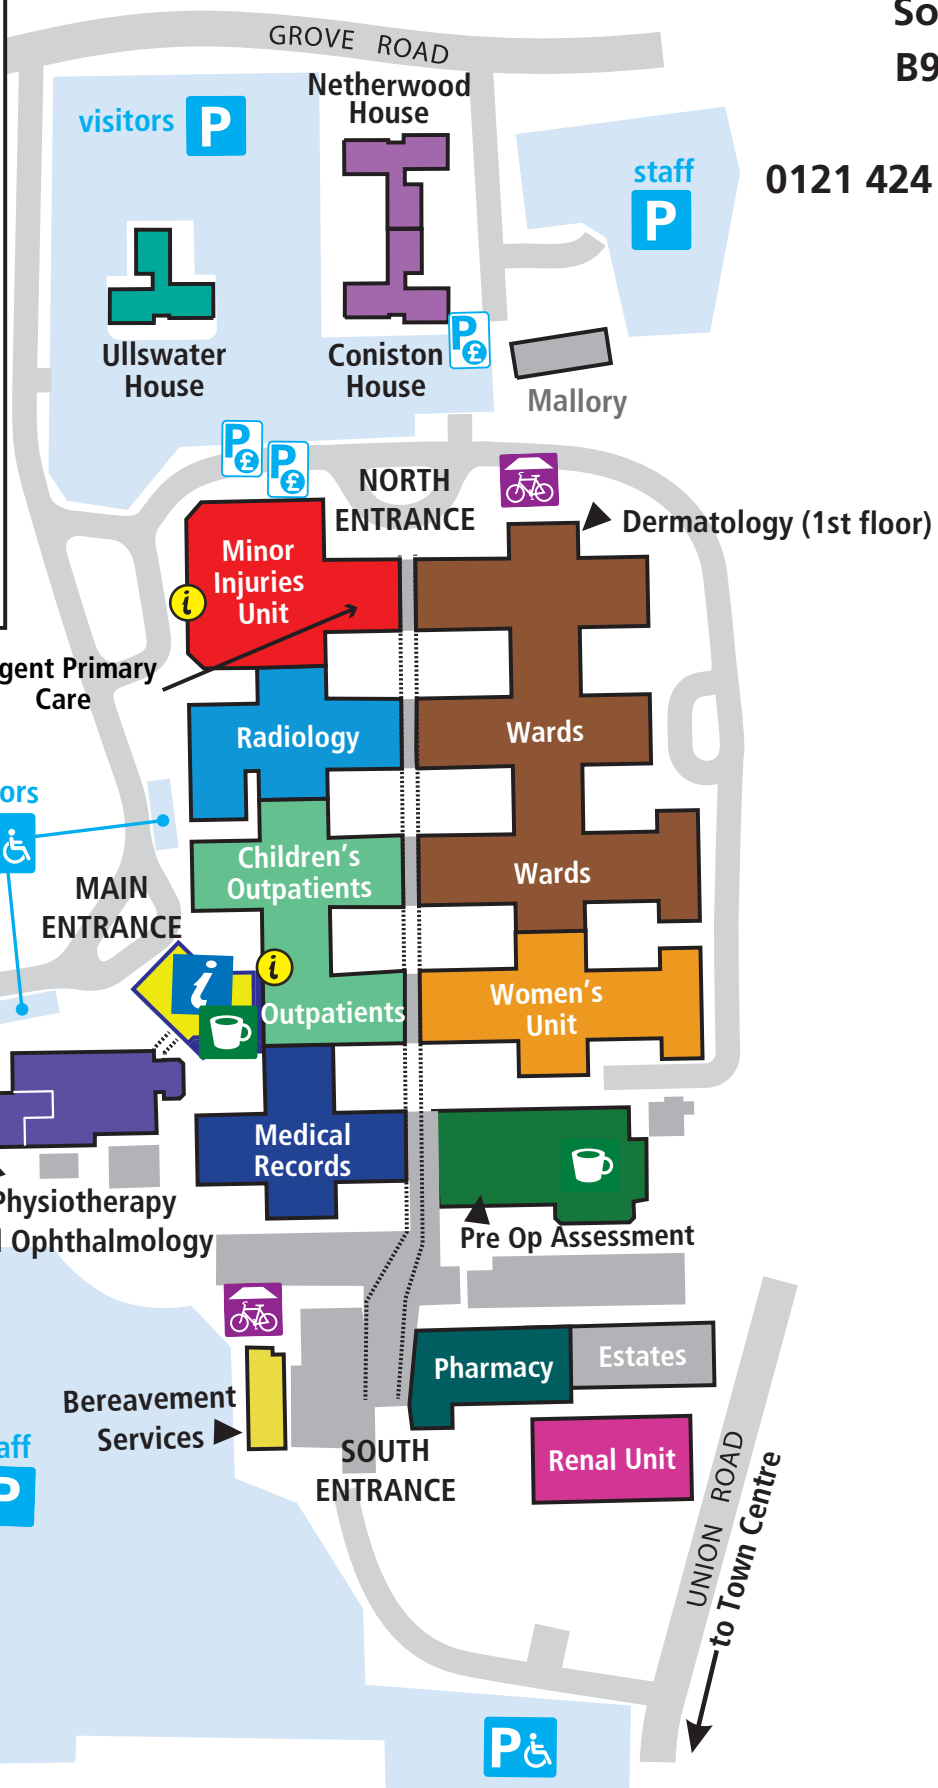 So
B9
GROVE ROAD
Netherwood
House
visitors P
staff
P
0121 424
Ullswater
House
Coniston
House
P £
Mallory
P £
P £
NORTH
ENTRANCE
Dermatology (1st floor)
Minor
Injuries
Unit
i
gent Primary
Care
Radiology
Wards
ors
Children's
Outpatients
Wards
MAIN
ENTRANCE
i
i
Outpatients
Women's
Unit
Medical
Records
Physiotherapy
Ophthalmology
Pre Op Assessment
Pharmacy
Estates
Bereavement
Services
aff
P
SOUTH
ENTRANCE
Renal Unit
UNION ROAD
to Town Centre
P